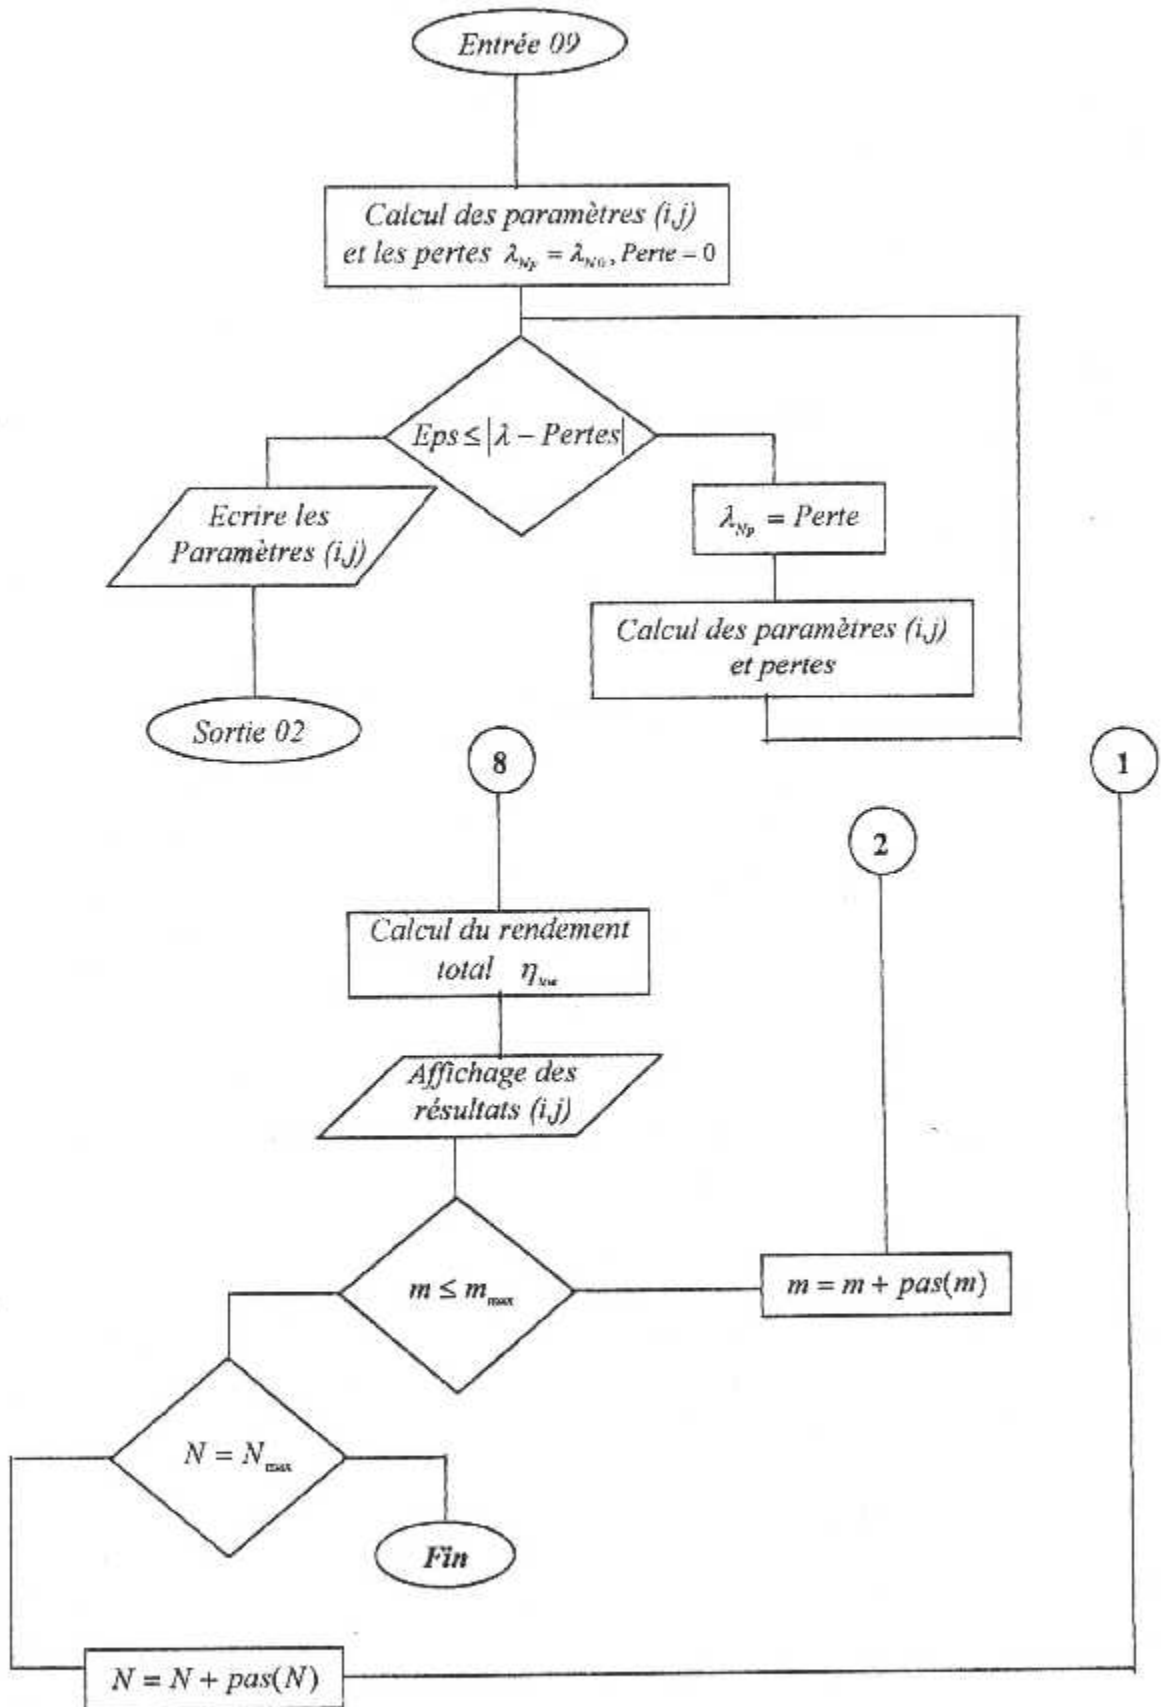 Entrée 09
Calcul des paramètres (i,j)
et les pertes λ_Np = λ_N0, Perte = 0
Eps ≤ |λ − Pertes|
Ecrire les
Paramètres (i,j)
λ_Np = Perte
Calcul des paramètres (i,j)
et pertes
Sortie 02
8
1
2
Calcul du rendement
total η
Affichage des
résultats (i,j)
m ≤ m_max
m = m + pas(m)
N = N_max
Fin
N = N + pas(N)